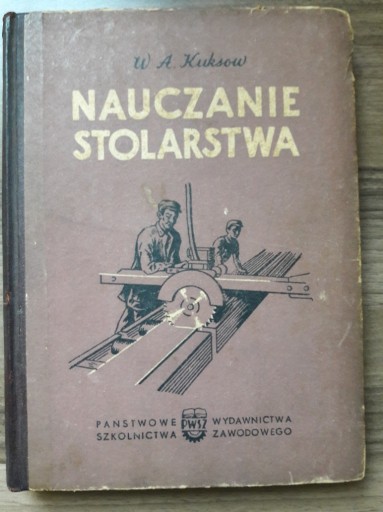 W. A. Kuksow
NAUCZANIE
STOLARSTWA
PAŃSTWOWE PWSZ WYDAWNICTWA
SZKOLNICTWA ZAWODOWEGO